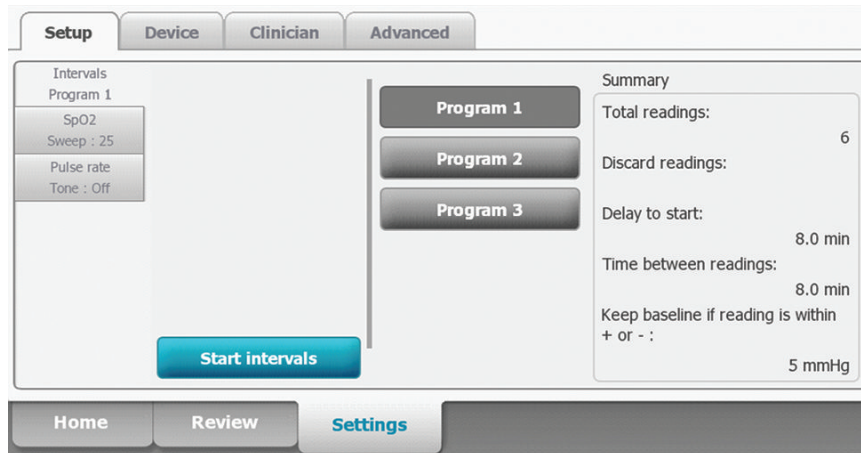 Setup
Device
Clinician
Advanced
Intervals
Program 1
SpO2
Sweep : 25
Pulse rate
Tone : Off
Start intervals
Program 1
Program 2
Program 3
Summary
Total readings:
6
Discard readings:
Delay to start:
8.0 min
Time between readings:
8.0 min
Keep baseline if reading is within
+ or - :
5 mmHg
Home
Review
Settings